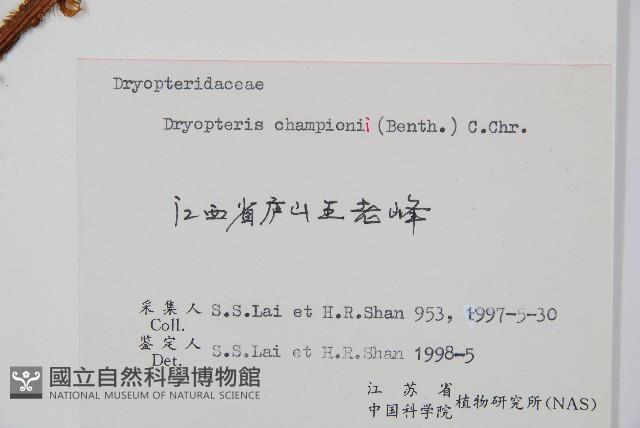 Dryopteridaceae
Dryopteris championii (Benth.) C.Chr.
江西省庐山五老峰
采集人 S.S.Lai et H.R.Shan 953, 1997-5-30
Coll.
鉴定人 S.S.Lai et H.R.Shan 1998-5
Det.
國立自然科學博物館
NATIONAL MUSEUM OF NATURAL SCIENCE
江苏省
中国科学院 植物研究所(NAS)